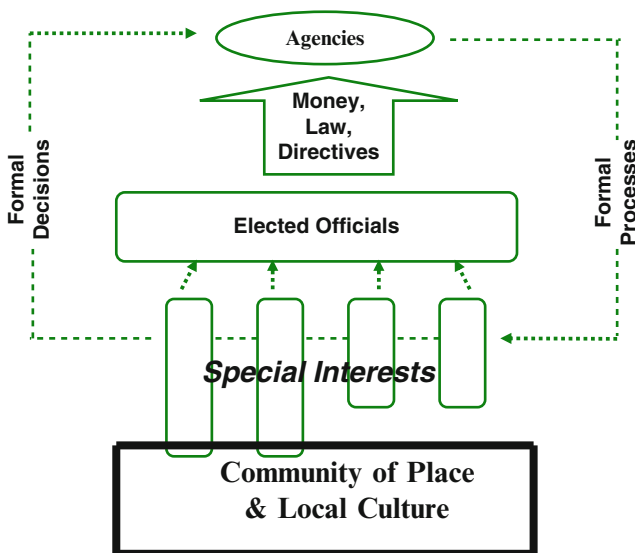 Agencies
Money,
Law,
Directives
Formal
Decisions
Formal
Processes
Elected Officials
Special Interests
Community of Place
& Local Culture